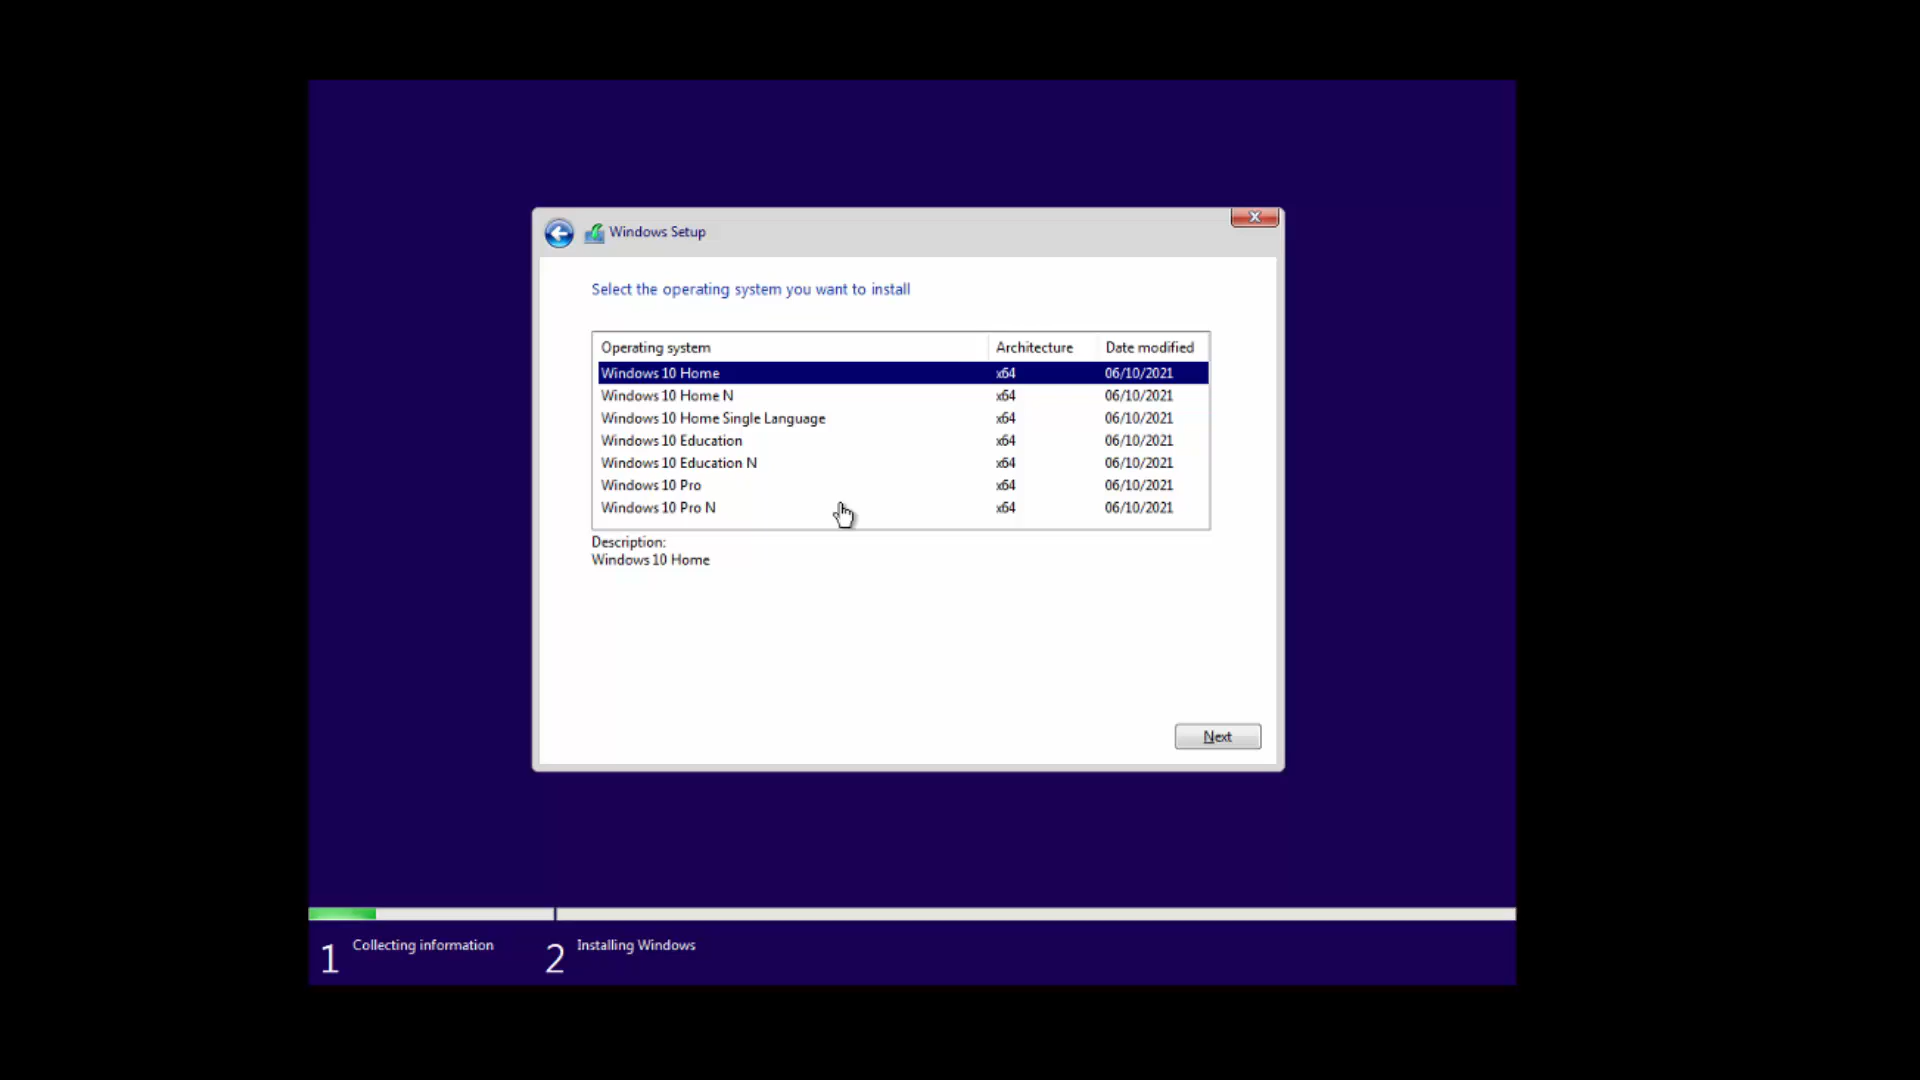 Windows Setup
Select the operating system you want to install
Operating system Architecture Date modified
Windows 10 Home x64 06/10/2021
Windows 10 Home N x64 06/10/2021
Windows 10 Home Single Language x64 06/10/2021
Windows 10 Education x64 06/10/2021
Windows 10 Education N x64 06/10/2021
Windows 10 Pro x64 06/10/2021
Windows 10 Pro N x64 06/10/2021
Description:
Windows 10 Home
Next
1 Collecting information 2 Installing Windows